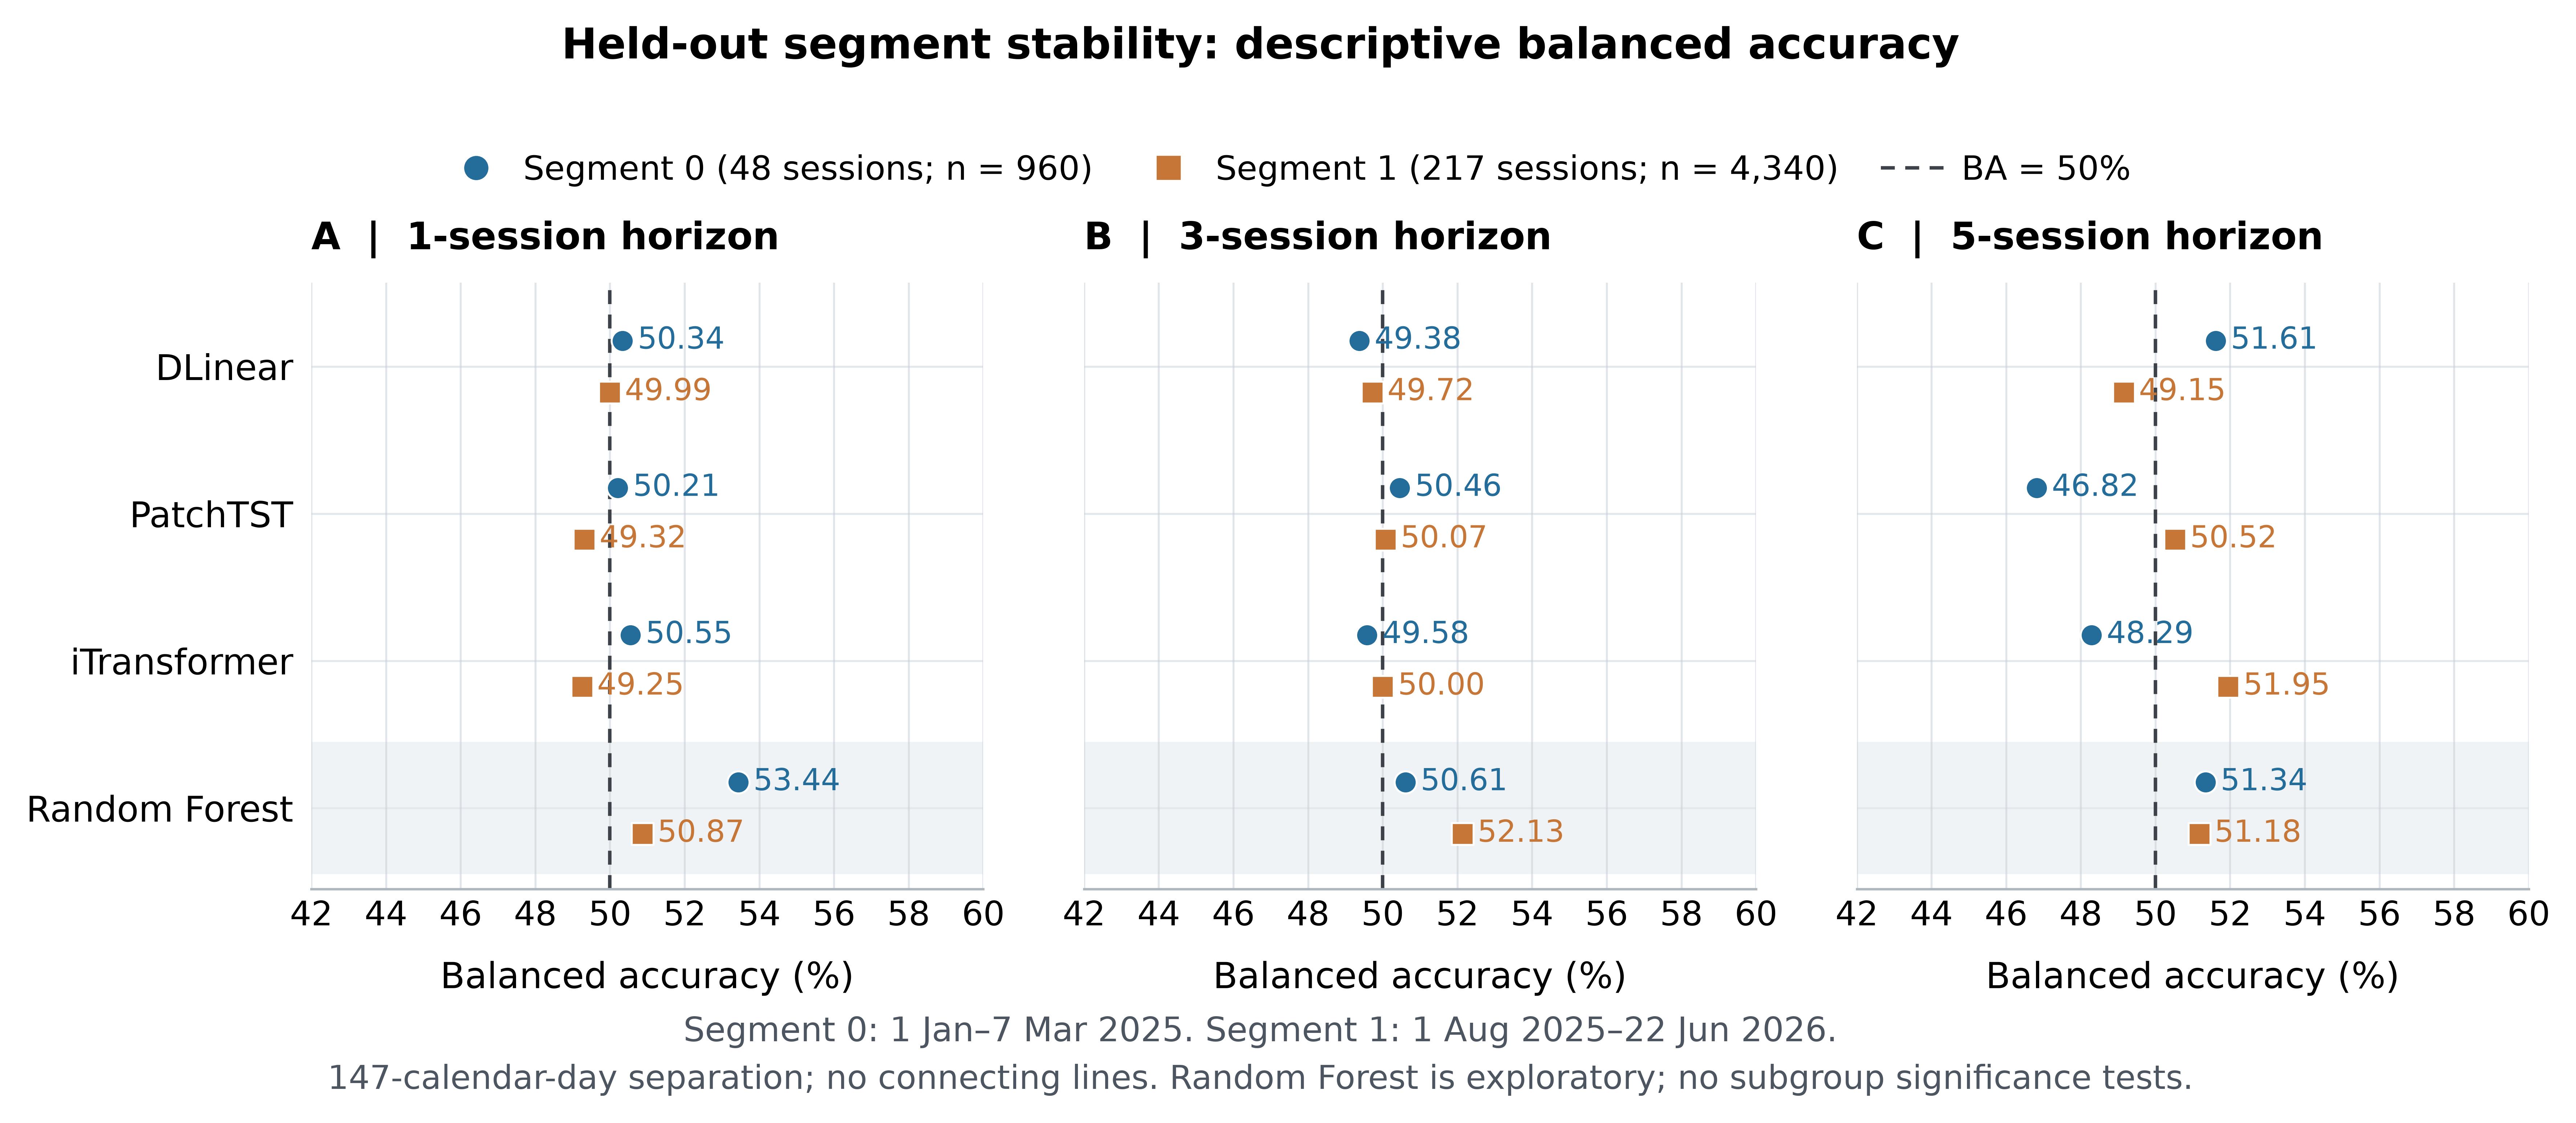 Held-out segment stability: descriptive balanced accuracy
Segment 0 (48 sessions; n = 960) Segment 1 (217 sessions; n = 4,340) BA = 50%
A | 1-session horizon B | 3-session horizon C | 5-session horizon
DLinear
50.34 49.38 51.61
49.99 49.72 49.15
PatchTST
50.21 50.46 46.82
49.32 50.07 50.52
iTransformer
50.55 49.58 48.29
49.25 50.00 51.95
Random Forest
53.44 50.61 51.34
50.87 52.13 51.18
42 44 46 48 50 52 54 56 58 60 42 44 46 48 50 52 54 56 58 60 42 44 46 48 50 52 54 56 58 60
Balanced accuracy (%) Balanced accuracy (%) Balanced accuracy (%)
Segment 0: 1 Jan–7 Mar 2025. Segment 1: 1 Aug 2025–22 Jun 2026.
147-calendar-day separation; no connecting lines. Random Forest is exploratory; no subgroup significance tests.